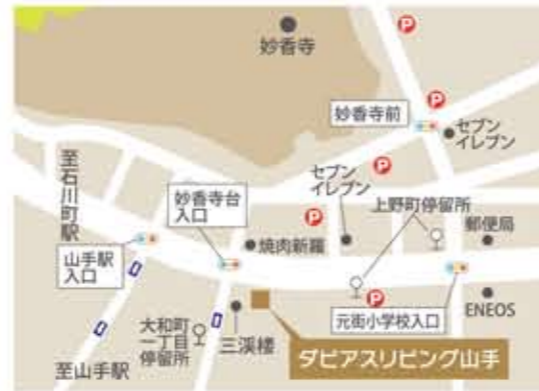 妙香寺
P
P
妙香寺前
セブン
イレブン
P
セブン
イレブン
至石川町駅
妙香寺台
入口
上野町停留所
P
郵便局
山手駅
入口
焼肉新羅
P
元街小学校入口
ENEOS
大和町
一丁目
停留所
三渓楼
ダビアスリビング山手
至山手駅